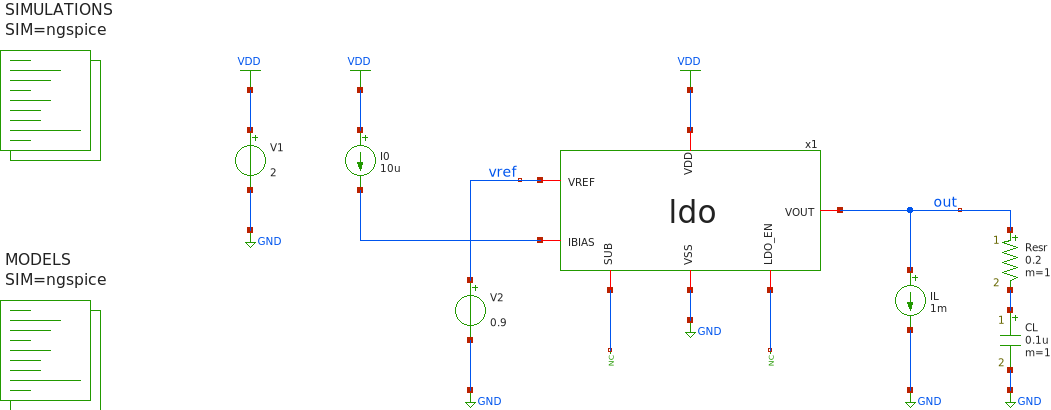 SIMULATIONS
SIM=ngspice
VDD
VDD
VDD
V1
2
I0
10u
x1
VDD
vref
VREF
ldo
VOUT
out
IBIAS
SUB
VSS
LDO_EN
GND
1
Resr
0.2
m=1
2
MODELS
SIM=ngspice
V2
0.9
IL
1m
1
CL
0.1u
m=1
2
GND
NC
NC
GND
GND
GND